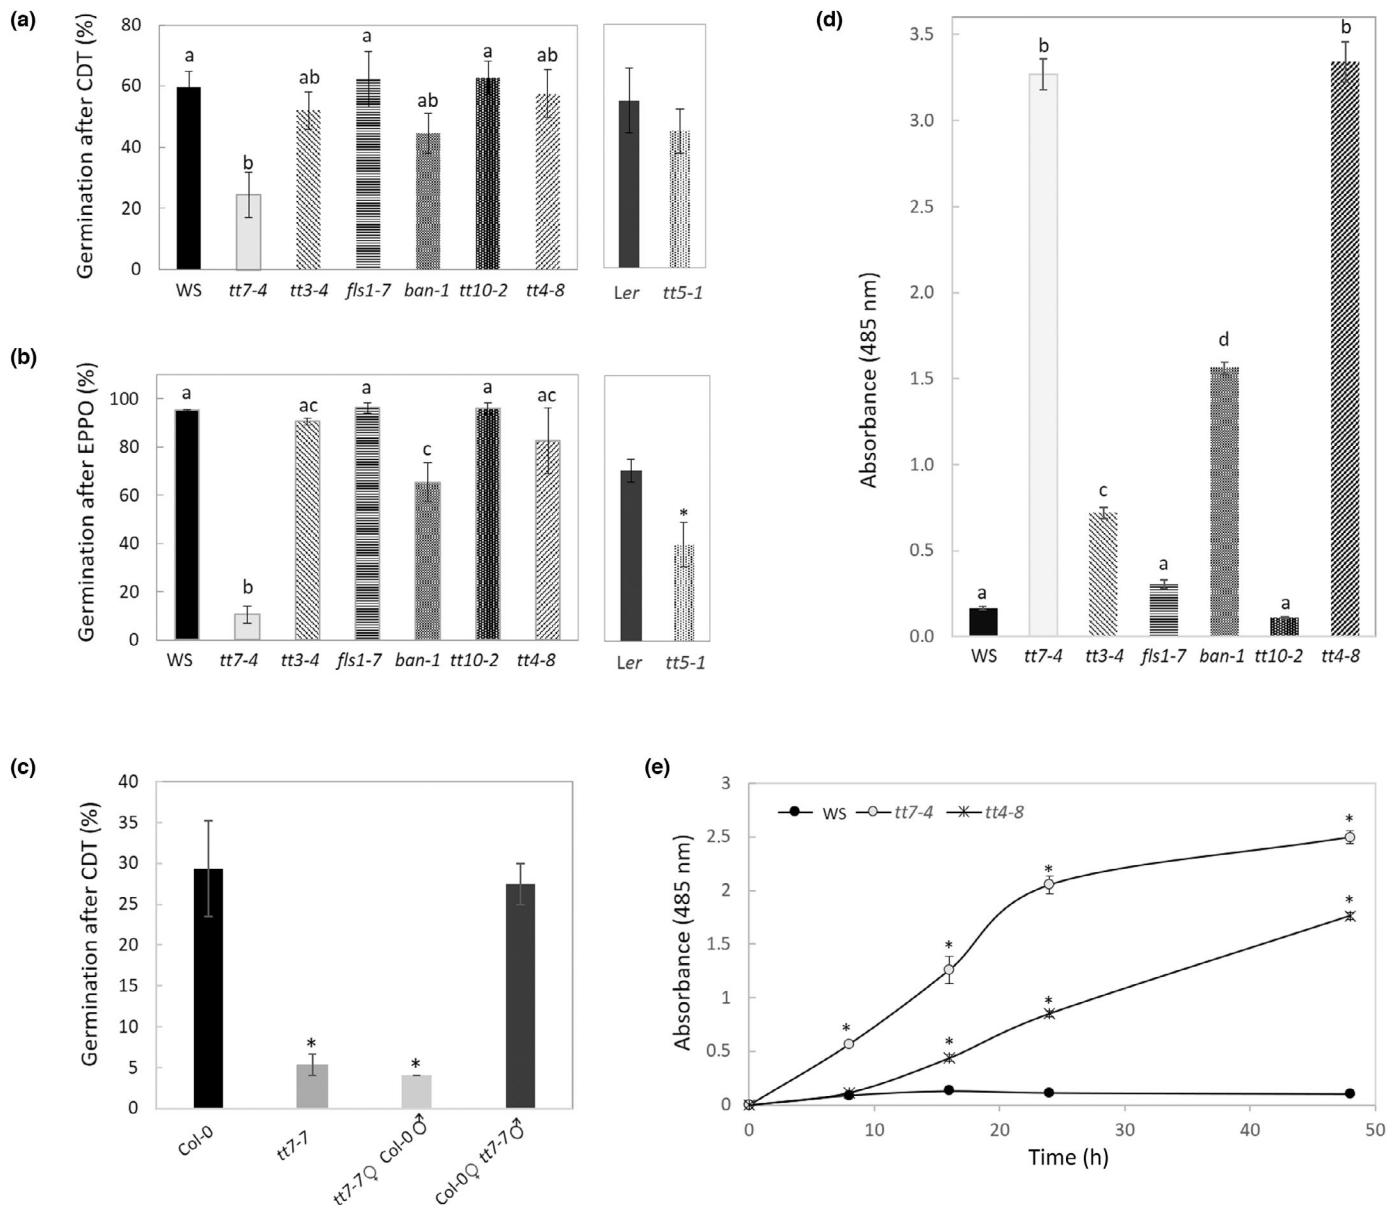 (a)
Germination after CDT (%)
80
60
40
20
0
a
b
ab
a
ab
a
ab
WS
tt7-4
tt3-4
fls1-7
ban-1
tt10-2
tt4-8
Ler
tt5-1
(b)
Germination after EPPO (%)
100
80
60
40
20
0
a
b
ac
a
c
a
ac
*
WS
tt7-4
tt3-4
fls1-7
ban-1
tt10-2
tt4-8
Ler
tt5-1
(c)
Germination after CDT (%)
40
35
30
25
20
15
10
5
0
*
*
Col-0
tt7-7
tt7-7♀ Col-0♂
Col-0♀ tt7-7♂
(d)
Absorbance (485 nm)
3.5
3.0
2.5
2.0
1.5
1.0
0.5
0.0
a
b
c
a
d
a
b
WS
tt7-4
tt3-4
fls1-7
ban-1
tt10-2
tt4-8
(e)
Absorbance (485 nm)
3
2.5
2
1.5
1
0.5
0
WS
tt7-4
tt4-8
*
*
*
*
*
*
*
0
10
20
30
40
50
Time (h)